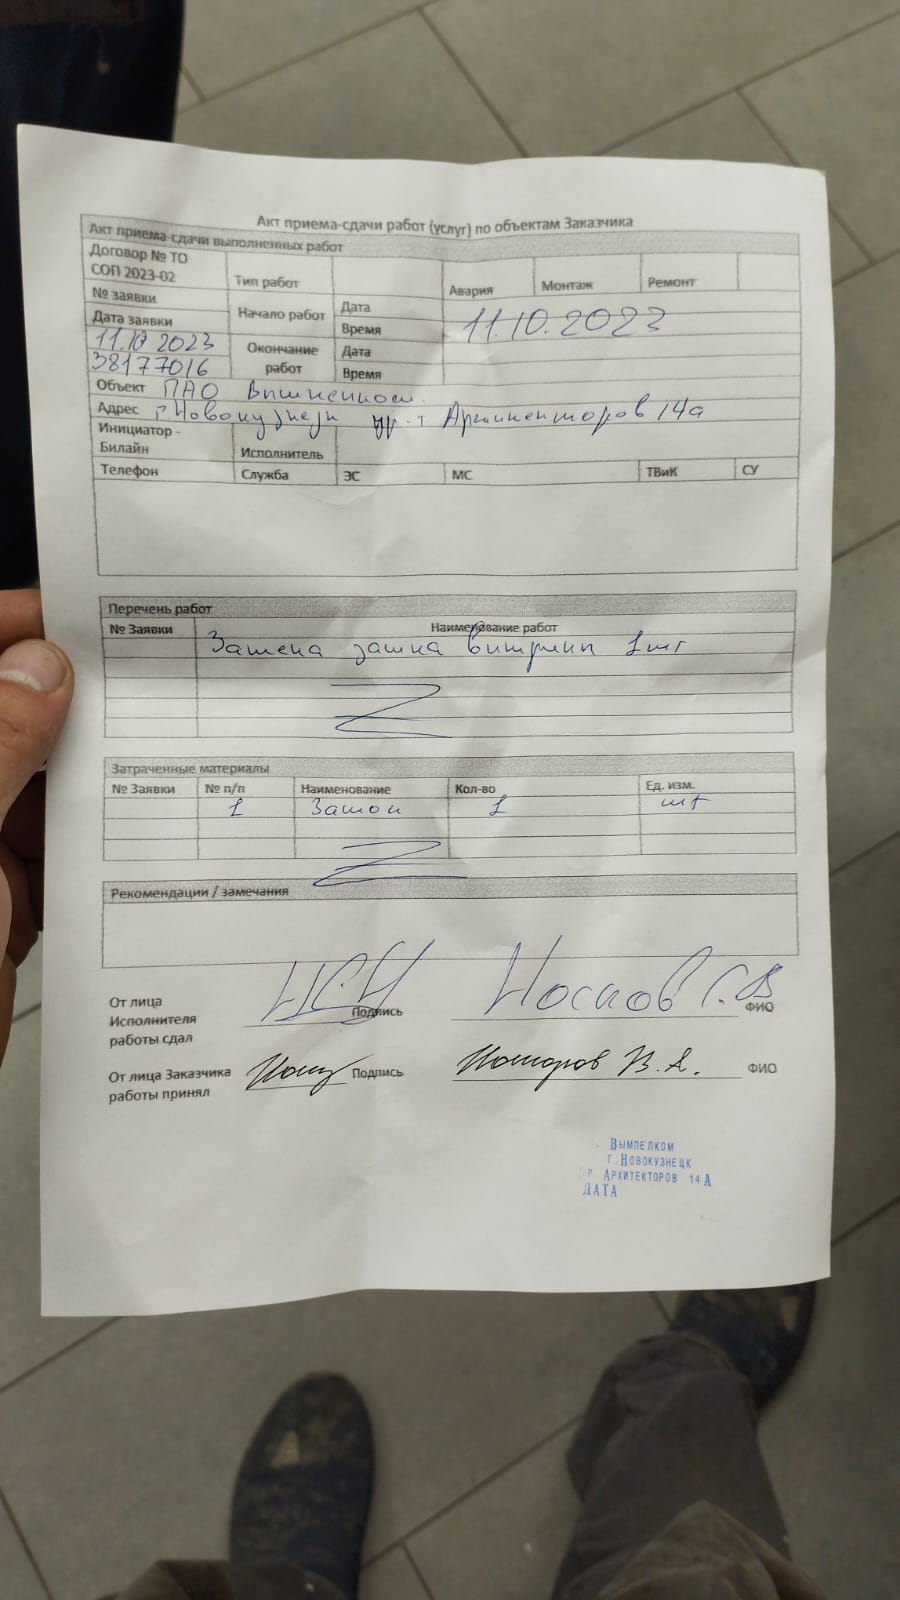 Акт приема-сдачи работ (услуг) по объектам Заказчика
Акт приема-сдачи выполненных работ
Договор № ТО
СОП 2023-02
Тип работ
Авария
Монтаж
Ремонт
№ заявки
Дата заявки
11.10 2023
38177016
Начало работ
Дата
Время
11.10.2023
Окончание
работ
Дата
Время
Объект ПАО Вымпелком
Адрес г. Новокузнецк пр-т Архитекторов 14а
Инициатор -
Билайн
Исполнитель
Телефон
Служба
ЭС
МС
ТВиК
СУ
Перечень работ
№ Заявки
Наименование работ
Замена замка витрины 1шт
Затраченные материалы
№ Заявки
№ п/п
Наименование
Кол-во
Ед. изм.
1
Замок
1
шт
Рекомендации / замечания
От лица
Исполнителя
работы сдал
Подпись
Носков С.В
ФИО
От лица Заказчика
работы принял
Подпись
В. А.
ФИО
Вымпелком
г. Новокузнецк
р Архитекторов 14 А
ДАТА